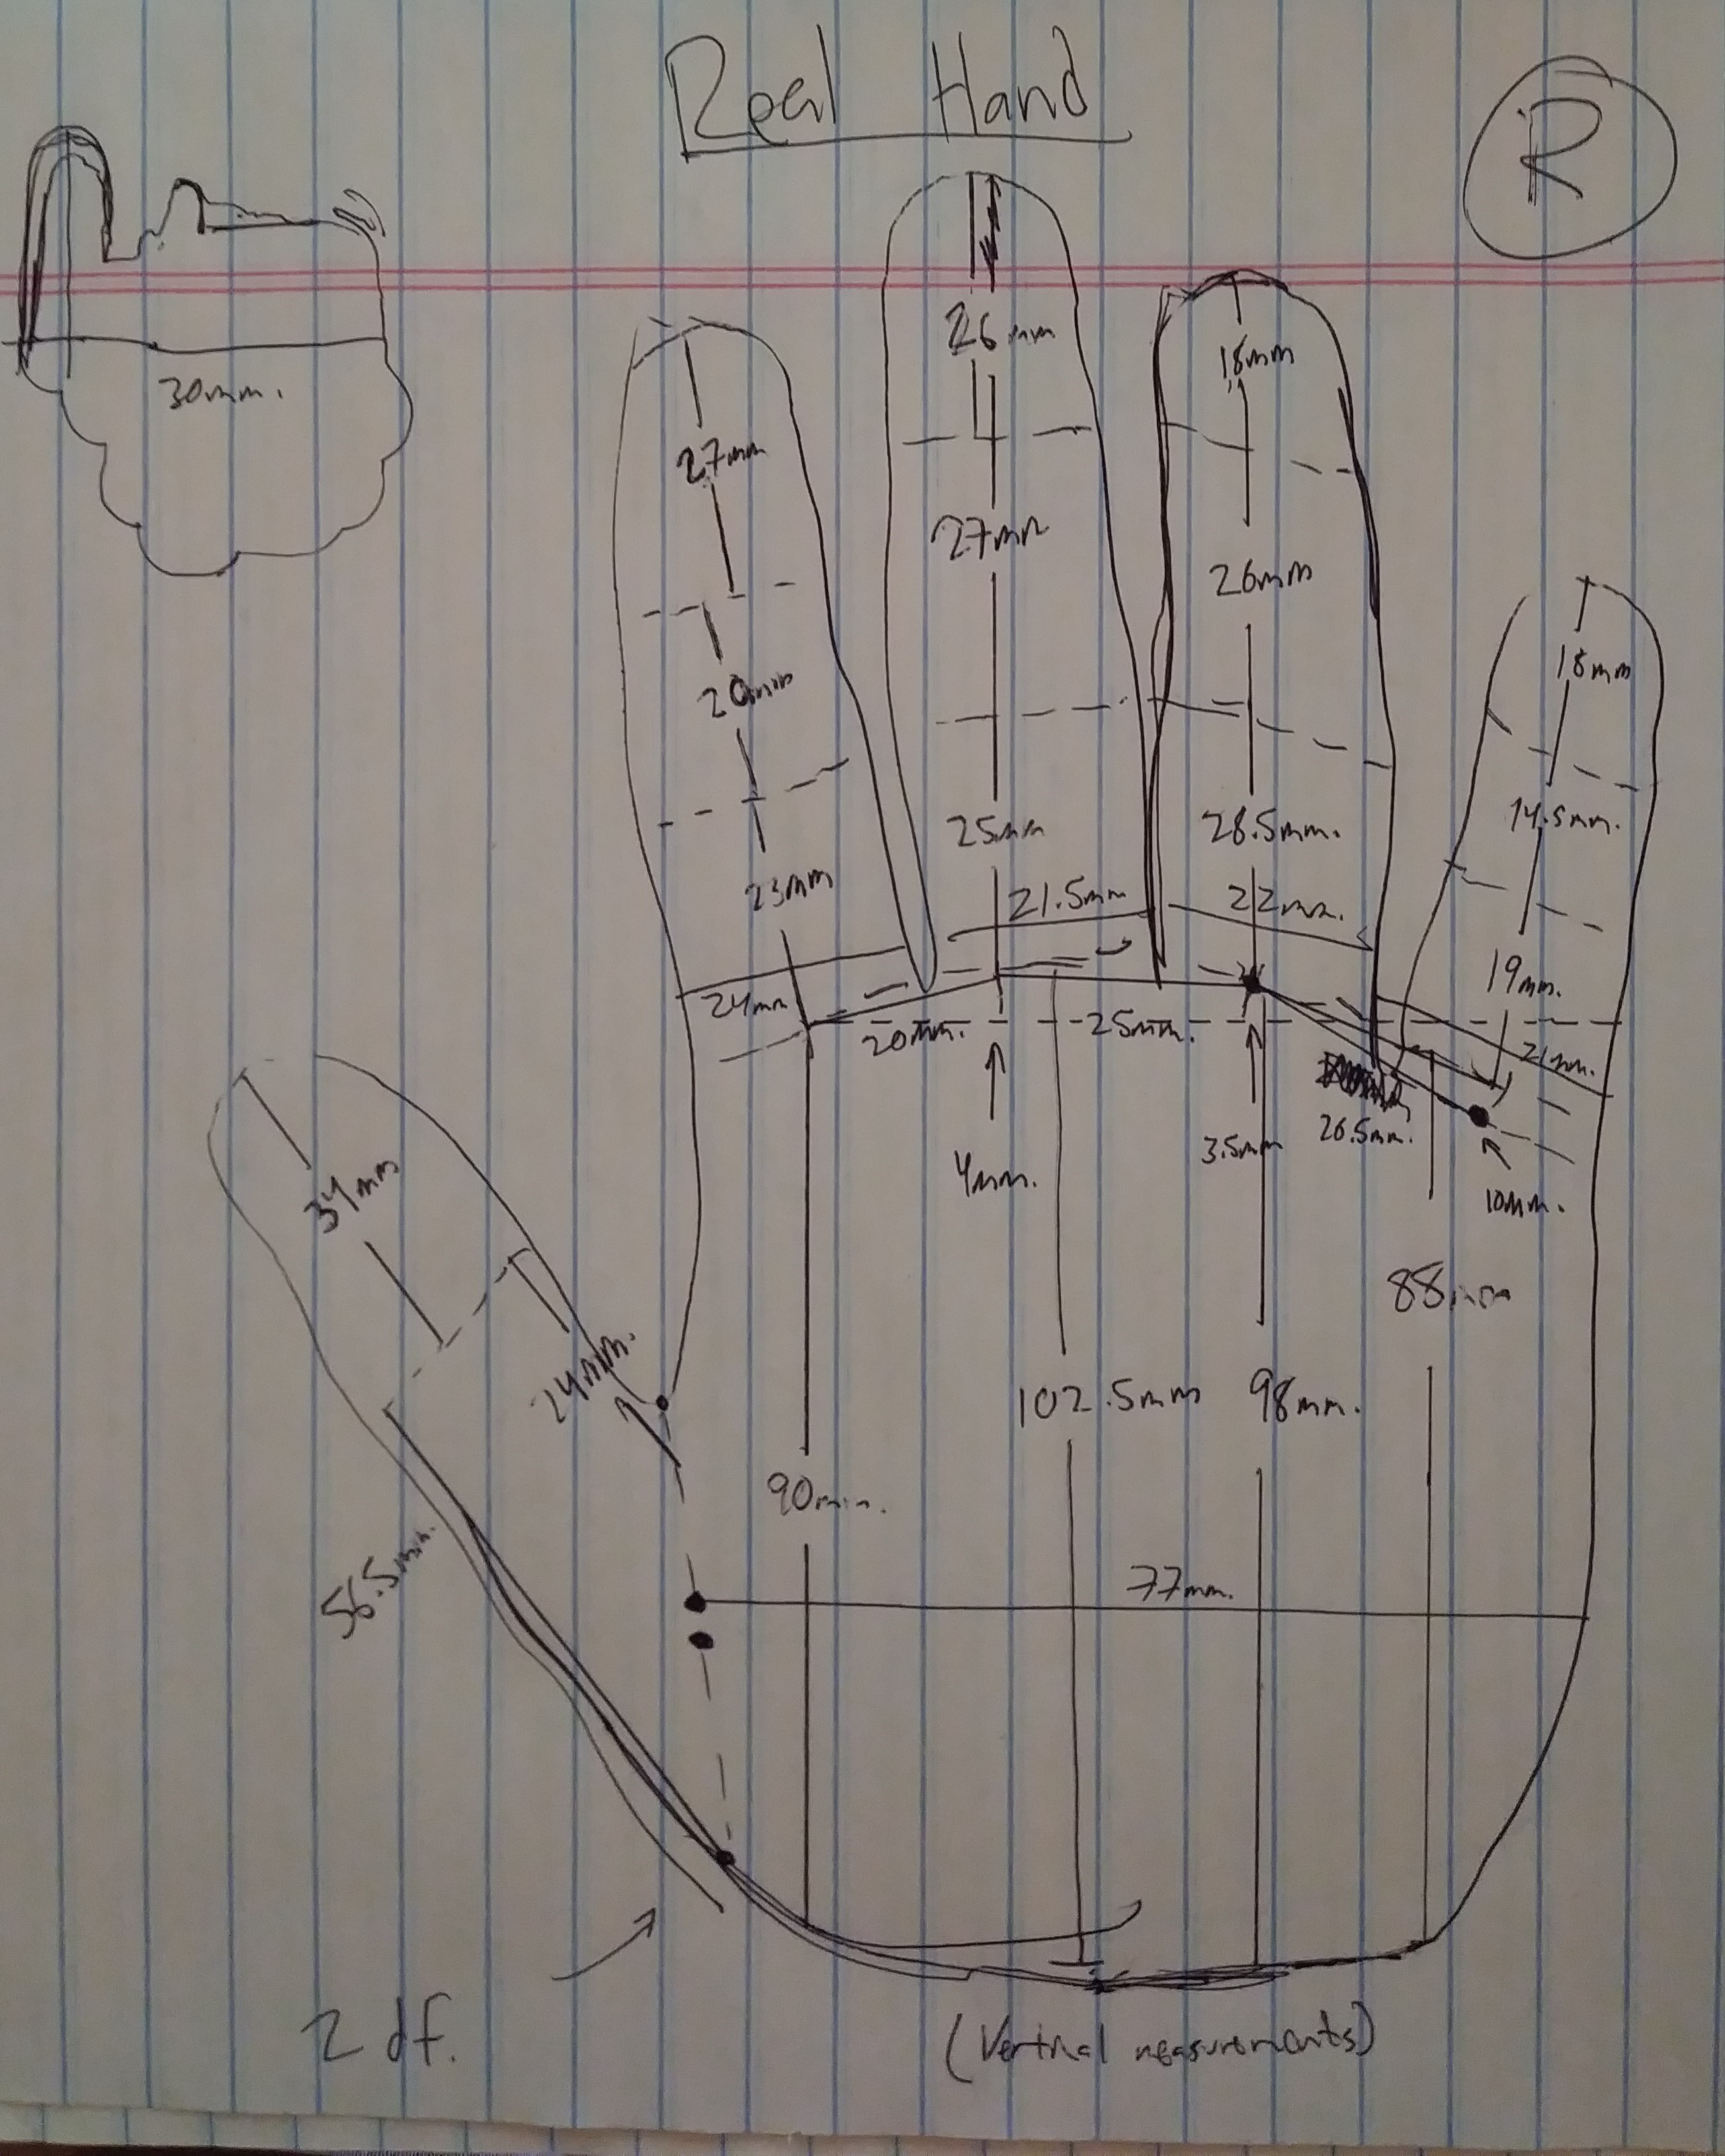 Real Hand
R
30mm.
26mm
18mm
27mm
27mm
26mm
18mm
20mm
25mm
28.5mm.
14.5mm.
23mm
21.5mm
22mm.
19mm.
24mm
20mm.
25mm.
21mm.
4mm.
3.5mm
26.5mm.
10mm.
34mm
88mm
24mm.
102.5mm
98mm.
90mm.
56.5mm.
77mm.
2 df.
(Vertical measurements)